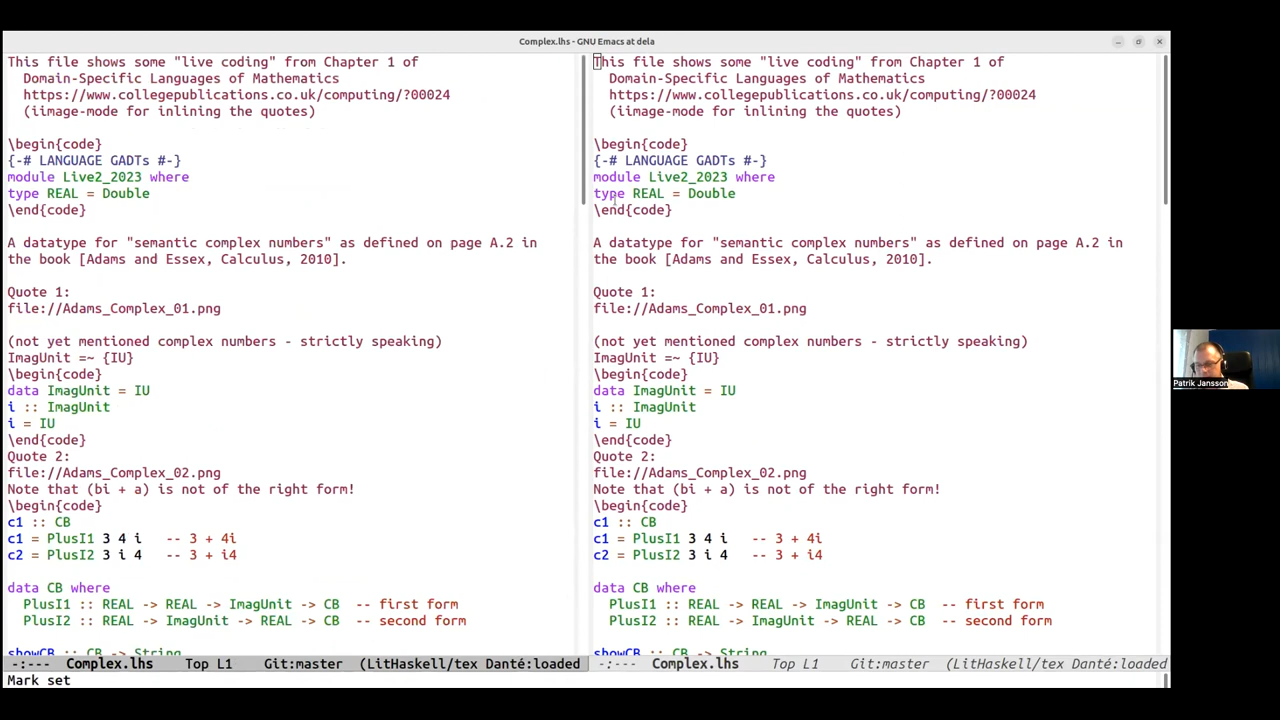 Complex.lhs - GNU Emacs at dela
This file shows some "live coding" from Chapter 1 of
  Domain-Specific Languages of Mathematics
  https://www.collegepublications.co.uk/computing/?00024
  (iimage-mode for inlining the quotes)
\begin{code}
{-# LANGUAGE GADTs #-}
module Live2_2023 where
type REAL = Double
\end{code}
A datatype for "semantic complex numbers" as defined on page A.2 in
the book [Adams and Essex, Calculus, 2010].
Quote 1:
file://Adams_Complex_01.png
(not yet mentioned complex numbers - strictly speaking)
ImagUnit =~ {IU}
\begin{code}
data ImagUnit = IU
i :: ImagUnit
i = IU
\end{code}
Quote 2:
file://Adams_Complex_02.png
Note that (bi + a) is not of the right form!
\begin{code}
c1 :: CB
c1 = PlusI1 3 4 i   -- 3 + 4i
c2 = PlusI2 3 i 4   -- 3 + i4
data CB where
  PlusI1 :: REAL -> REAL -> ImagUnit -> CB  -- first form
  PlusI2 :: REAL -> ImagUnit -> REAL -> CB  -- second form
showCB :: CB -> String
-:---  Complex.lhs    Top L1    Git:master  (LitHaskell/tex Danté:loaded
This file shows some "live coding" from Chapter 1 of
  Domain-Specific Languages of Mathematics
  https://www.collegepublications.co.uk/computing/?00024
  (iimage-mode for inlining the quotes)
\begin{code}
{-# LANGUAGE GADTs #-}
module Live2_2023 where
type REAL = Double
\end{code}
A datatype for "semantic complex numbers" as defined on page A.2 in
the book [Adams and Essex, Calculus, 2010].
Quote 1:
file://Adams_Complex_01.png
(not yet mentioned complex numbers - strictly speaking)
ImagUnit =~ {IU}
\begin{code}
data ImagUnit = IU
i :: ImagUnit
i = IU
\end{code}
Quote 2:
file://Adams_Complex_02.png
Note that (bi + a) is not of the right form!
\begin{code}
c1 :: CB
c1 = PlusI1 3 4 i   -- 3 + 4i
c2 = PlusI2 3 i 4   -- 3 + i4
data CB where
  PlusI1 :: REAL -> REAL -> ImagUnit -> CB  -- first form
  PlusI2 :: REAL -> ImagUnit -> REAL -> CB  -- second form
showCB :: CB -> String
-:---  Complex.lhs    Top L1    Git:master  (LitHaskell/tex Danté:loaded
Mark set
Patrik Jansson